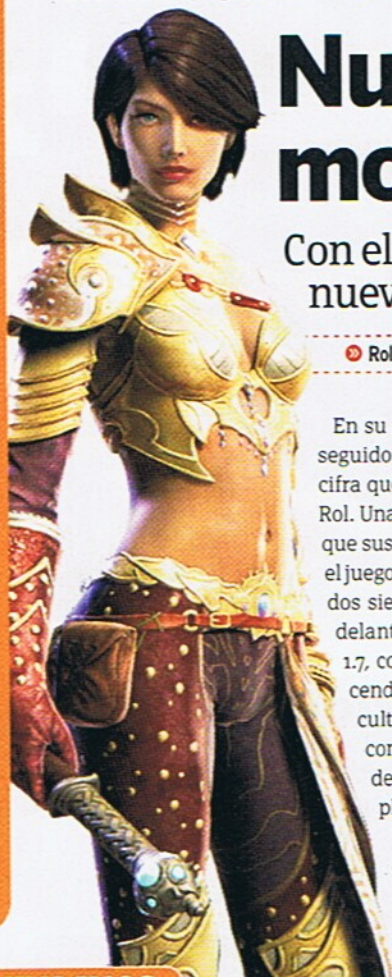 Nu
mo
Con el
nuev
Rol
En su
seguido
cifra que
Rol. Una
que sus
el juego
dos sie
delant
1.7, co
cend
cult
con
de
p